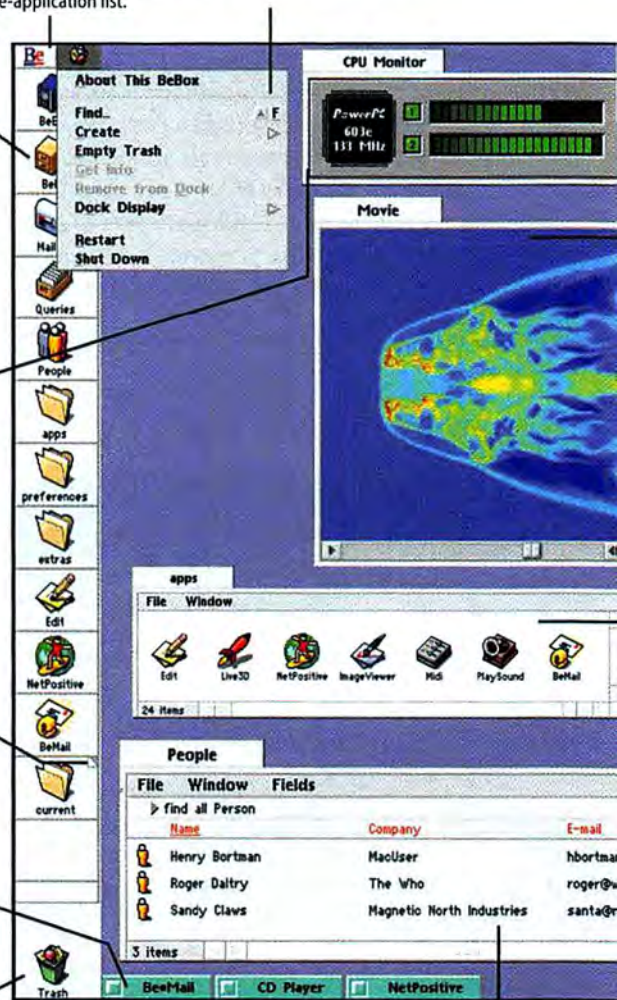 e-application list.
Be
CPU Monitor
About This BeBox
Find...
F
Create
Empty Trash
Get Info
Remove from Dock
Dock Display
Restart
Shut Down
PowerPC
603e
133 MHz
1
2
Movie
Queries
People
apps
preferences
extras
Edit
NetPositive
BeMail
current
Trash
apps
File Window
Edit Live3D NetPositive ImageViewer Midi PlaySound BeMail
24 items
People
File Window Fields
find all Person
Name Company E-mail
Henry Bortman MacUser hbortma
Roger Daltry The Who roger@w
Sandy Claws Magnetic North Industries
3 items
BeMail CD Player NetPositive